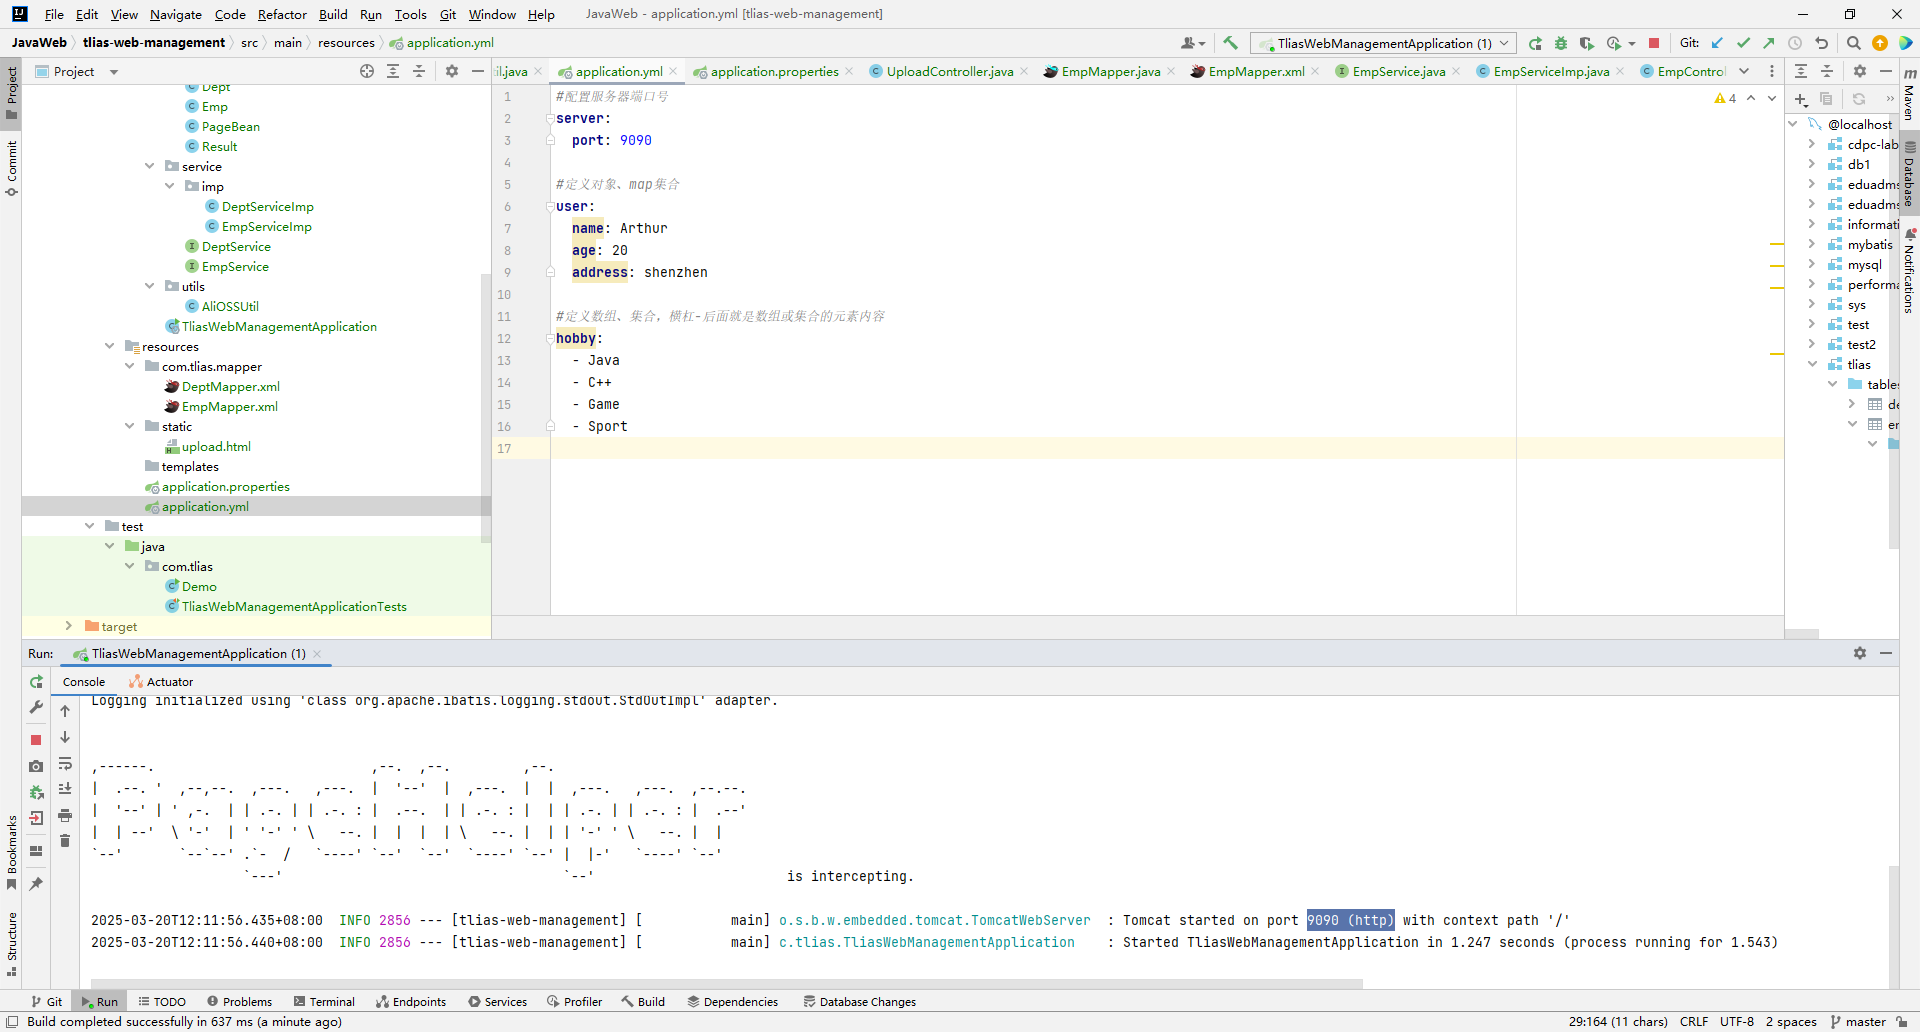 File Edit View Navigate Code Refactor Build Run Tools Git Window Help JavaWeb - application.yml [tlias-web-management]
JavaWeb tlias-web-management src main resources application.yml
TliasWebManagementApplication (1)
Git:
Project
Dept
Emp
PageBean
Result
service
imp
DeptServiceImp
EmpServiceImp
DeptService
EmpService
utils
AliOSSUtil
TliasWebManagementApplication
resources
com.tlias.mapper
DeptMapper.xml
EmpMapper.xml
static
upload.html
templates
application.properties
application.yml
test
java
com.tlias
Demo
TliasWebManagementApplicationTests
target
til.java application.yml application.properties UploadController.java EmpMapper.java EmpMapper.xml EmpService.java EmpServiceImp.java EmpControl
4
1 #配置服务器端口号
2 server:
3 port: 9090
4
5 #定义对象、map集合
6 user:
7 name: Arthur
8 age: 20
9 address: shenzhen
10
11 #定义数组、集合，横杠-后面就是数组或集合的元素内容
12 hobby:
13 - Java
14 - C++
15 - Game
16 - Sport
17
@localhost
cdpc-lab
db1
eduadms
eduadms
informati
mybatis
mysql
performa
sys
test
test2
tlias
tables
de
er
Project
Commit
Bookmarks
Structure
Maven
Database
Notifications
Run: TliasWebManagementApplication (1)
Console Actuator
Logging initialized using 'class org.apache.ibatis.logging.stdout.StdOutImpl' adapter.
PageHelper
is intercepting.
2025-03-20T12:11:56.435+08:00 INFO 2856 --- [tlias-web-management] [ main] o.s.b.w.embedded.tomcat.TomcatWebServer : Tomcat started on port 9090 (http) with context path '/'
2025-03-20T12:11:56.440+08:00 INFO 2856 --- [tlias-web-management] [ main] c.tlias.TliasWebManagementApplication : Started TliasWebManagementApplication in 1.247 seconds (process running for 1.543)
Git Run TODO Problems Terminal Endpoints Services Profiler Build Dependencies Database Changes
Build completed successfully in 637 ms (a minute ago)
29:164 (11 chars) CRLF UTF-8 2 spaces master